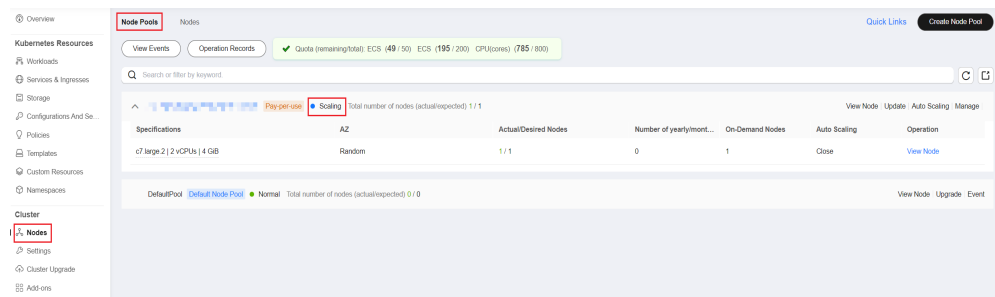 Overview
Kubernetes Resources
Workloads
Services & Ingresses
Storage
Configurations And Se...
Policies
Templates
Custom Resources
Namespaces
Cluster
Nodes
Settings
Cluster Upgrade
Add-ons
Node Pools Nodes
Quick Links Create Node Pool
View Events Operation Records Quota (remaining/total): ECS (49 / 50) ECS (195 / 200) CPU(cores) (785 / 800)
Search or filter by keyword.
Pay-per-use Scaling Total number of nodes (actual/expected) 1 / 1 View Node Update Auto Scaling Manage
Specifications AZ Actual/Desired Nodes Number of yearly/mont... On-Demand Nodes Auto Scaling Operation
c7.large.2 | 2 vCPUs | 4 GiB Random 1 / 1 0 1 Close View Node
DefaultPool Default Node Pool Normal Total number of nodes (actual/expected) 0 / 0 View Node Upgrade Event